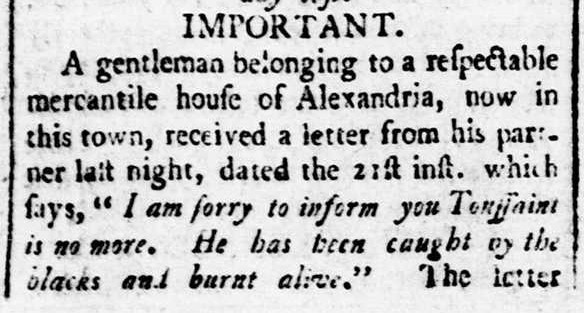 IMPORTANT.
A gentleman belonging to a reſpectable
mercantile houſe of Alexandria, now in
this town, received a letter from his part-
ner laſt night, dated the 21ſt inſt. which
ſays, "I am ſorry to inform you Touſſaint
is no more. He has been caught by the
blacks and burnt alive." The letter